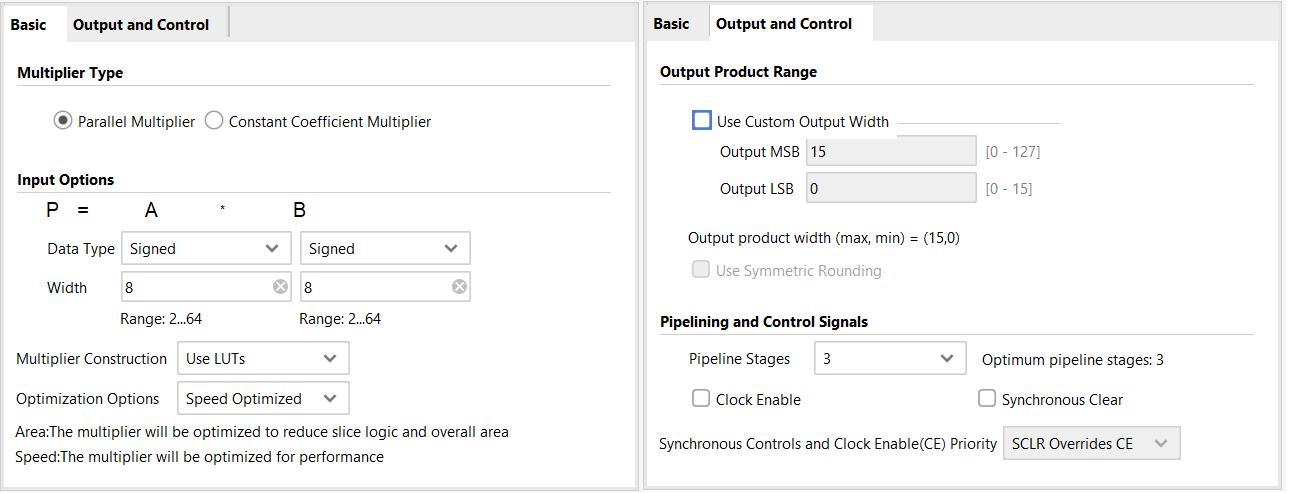 Basic
Output and Control
Multiplier Type
Parallel Multiplier
Constant Coefficient Multiplier
Input Options
P = A * B
Data Type Signed Signed
Width 8 8
Range: 2...64 Range: 2...64
Multiplier Construction Use LUTs
Optimization Options Speed Optimized
Area:The multiplier will be optimized to reduce slice logic and overall area
Speed:The multiplier will be optimized for performance
Basic
Output and Control
Output Product Range
Use Custom Output Width
Output MSB 15 [0 - 127]
Output LSB 0 [0 - 15]
Output product width (max, min) = (15,0)
Use Symmetric Rounding
Pipelining and Control Signals
Pipeline Stages 3 Optimum pipeline stages: 3
Clock Enable
Synchronous Clear
Synchronous Controls and Clock Enable(CE) Priority SCLR Overrides CE